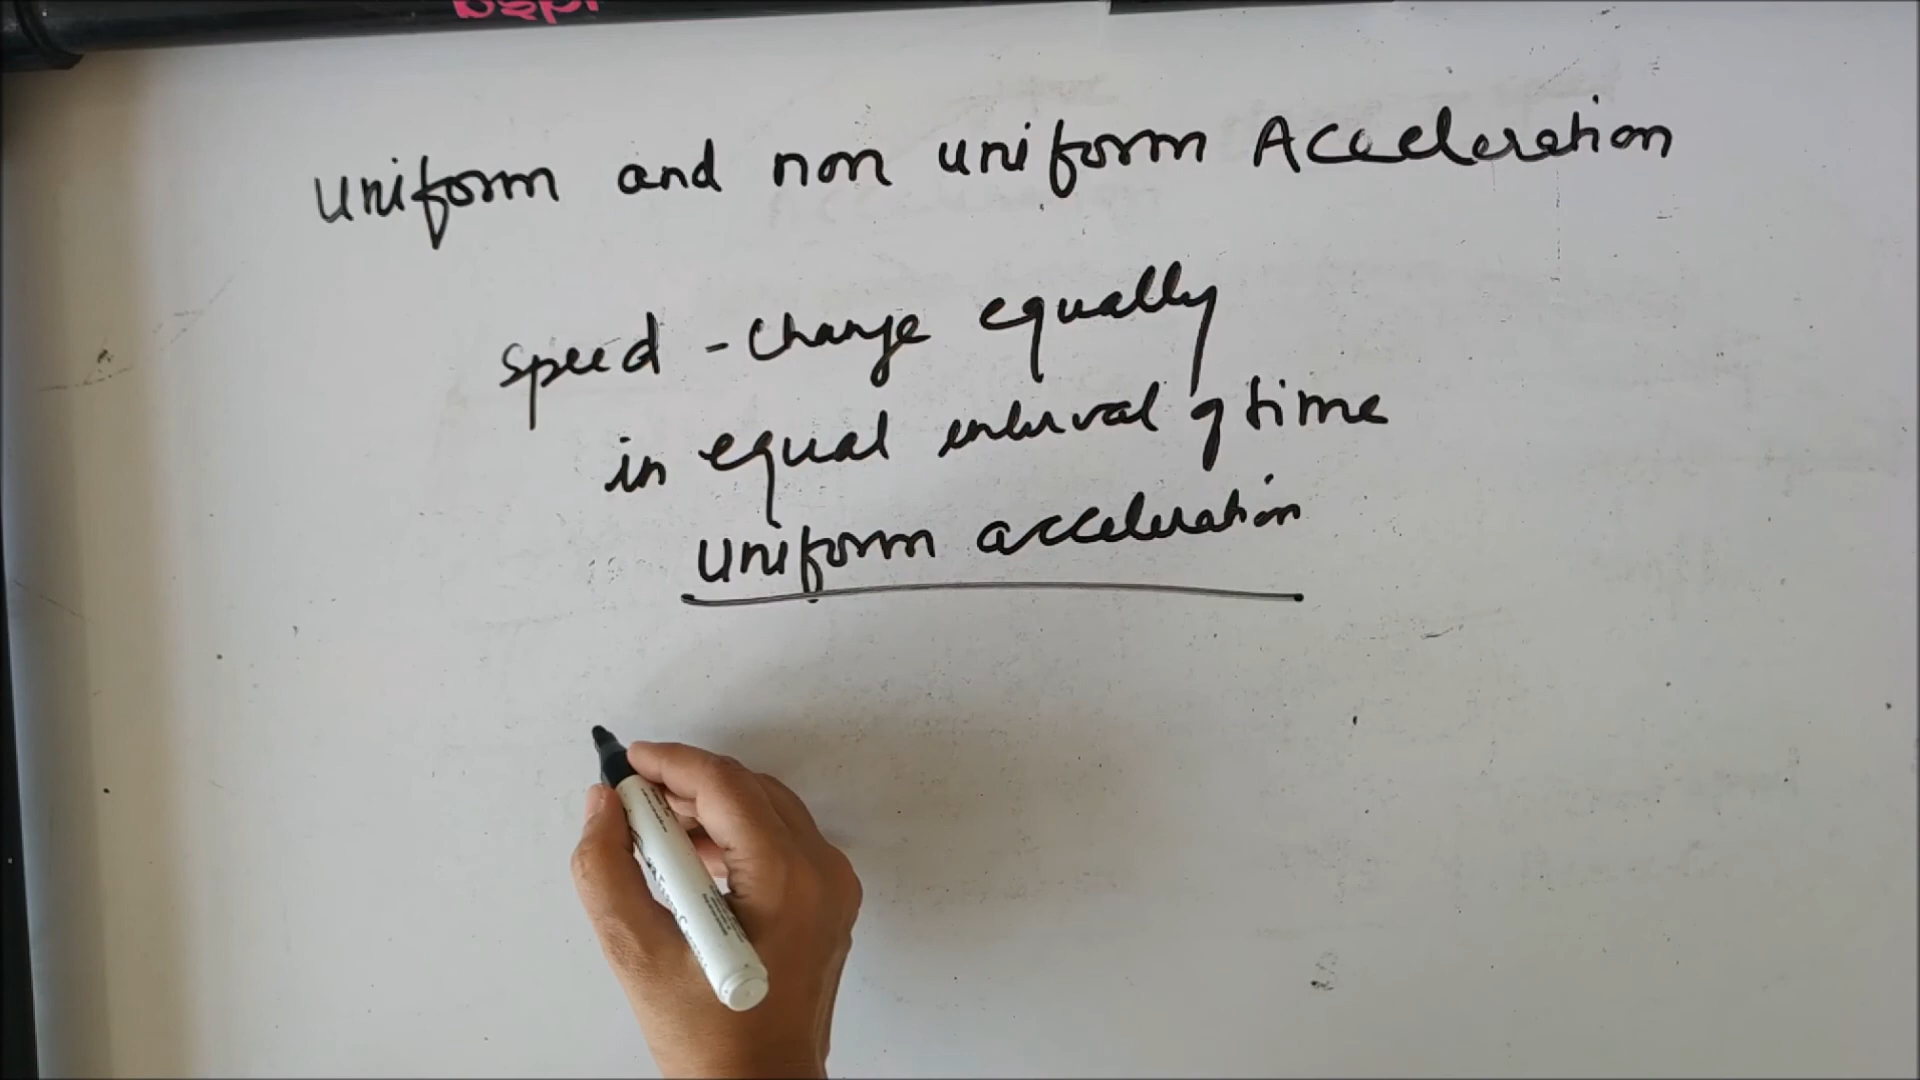 uniform and non uniform Acceleration
speed - change equally
in equal interval of time
uniform acceleration